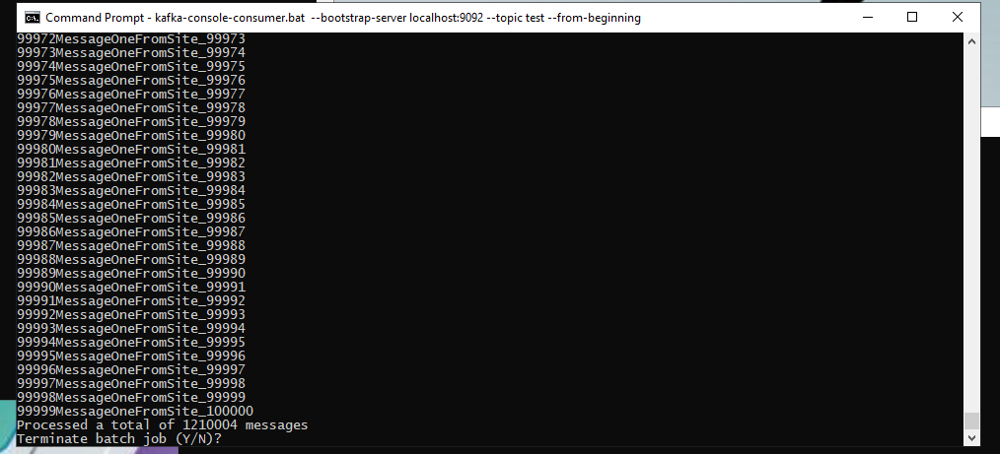 Command Prompt - kafka-console-consumer.bat --bootstrap-server localhost:9092 --topic test --from-beginning
99972MessageOneFromSite_99973
99973MessageOneFromSite_99974
99974MessageOneFromSite_99975
99975MessageOneFromSite_99976
99976MessageOneFromSite_99977
99977MessageOneFromSite_99978
99978MessageOneFromSite_99979
99979MessageOneFromSite_99980
99980MessageOneFromSite_99981
99981MessageOneFromSite_99982
99982MessageOneFromSite_99983
99983MessageOneFromSite_99984
99984MessageOneFromSite_99985
99985MessageOneFromSite_99986
99986MessageOneFromSite_99987
99987MessageOneFromSite_99988
99988MessageOneFromSite_99989
99989MessageOneFromSite_99990
99990MessageOneFromSite_99991
99991MessageOneFromSite_99992
99992MessageOneFromSite_99993
99993MessageOneFromSite_99994
99994MessageOneFromSite_99995
99995MessageOneFromSite_99996
99996MessageOneFromSite_99997
99997MessageOneFromSite_99998
99998MessageOneFromSite_99999
99999MessageOneFromSite_100000
Processed a total of 1210004 messages
Terminate batch job (Y/N)?